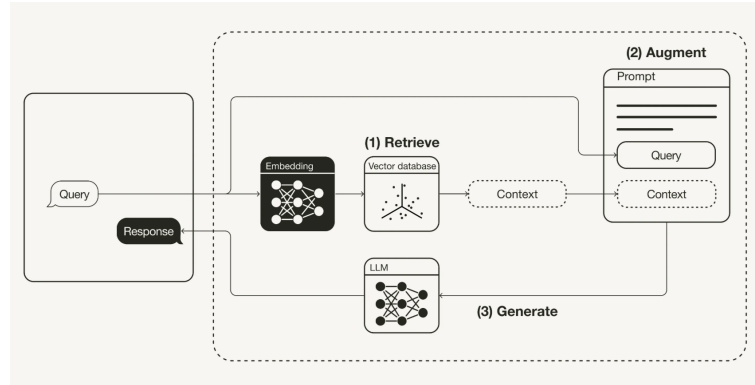 (2) Augment
Prompt
(1) Retrieve
Embedding
Vector database
Query
Query
Context
Context
Response
LLM
(3) Generate